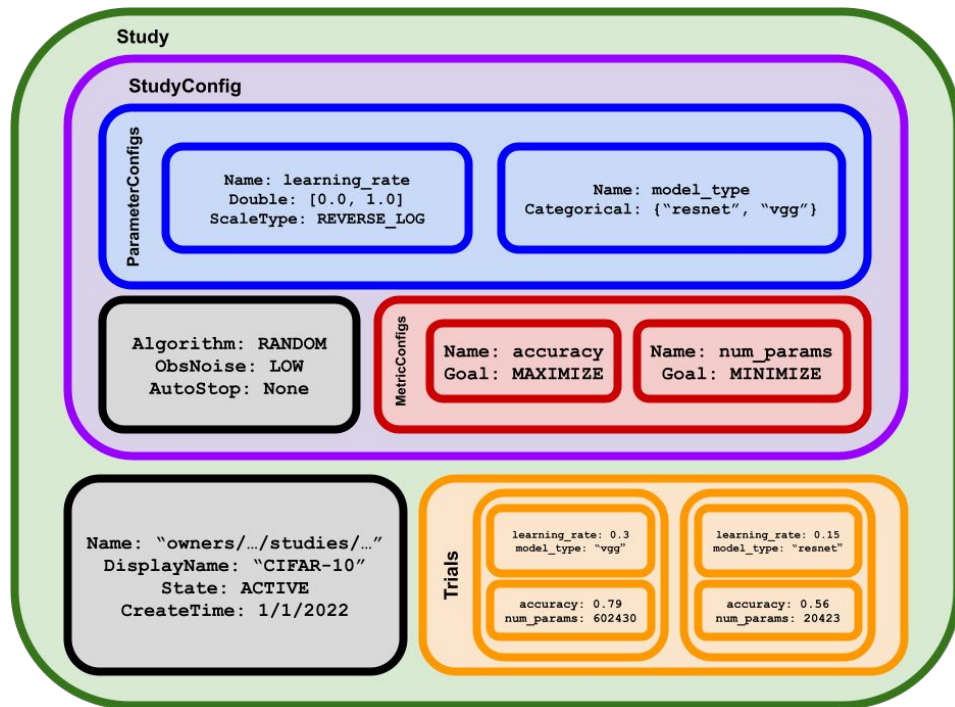 Study
StudyConfig
ParameterConfigs
Name: learning_rate
Double: [0.0, 1.0]
ScaleType: REVERSE_LOG
Name: model_type
Categorical: {“resnet”, “vgg”}
Algorithm: RANDOM
ObsNoise: LOW
AutoStop: None
MetricConfigs
Name: accuracy
Goal: MAXIMIZE
Name: num_params
Goal: MINIMIZE
Name: “owners/…/studies/…”
DisplayName: “CIFAR-10”
State: ACTIVE
CreateTime: 1/1/2022
Trials
learning_rate: 0.3
model_type: “vgg”
accuracy: 0.79
num_params: 602430
learning_rate: 0.15
model_type: “resnet”
accuracy: 0.56
num_params: 20423